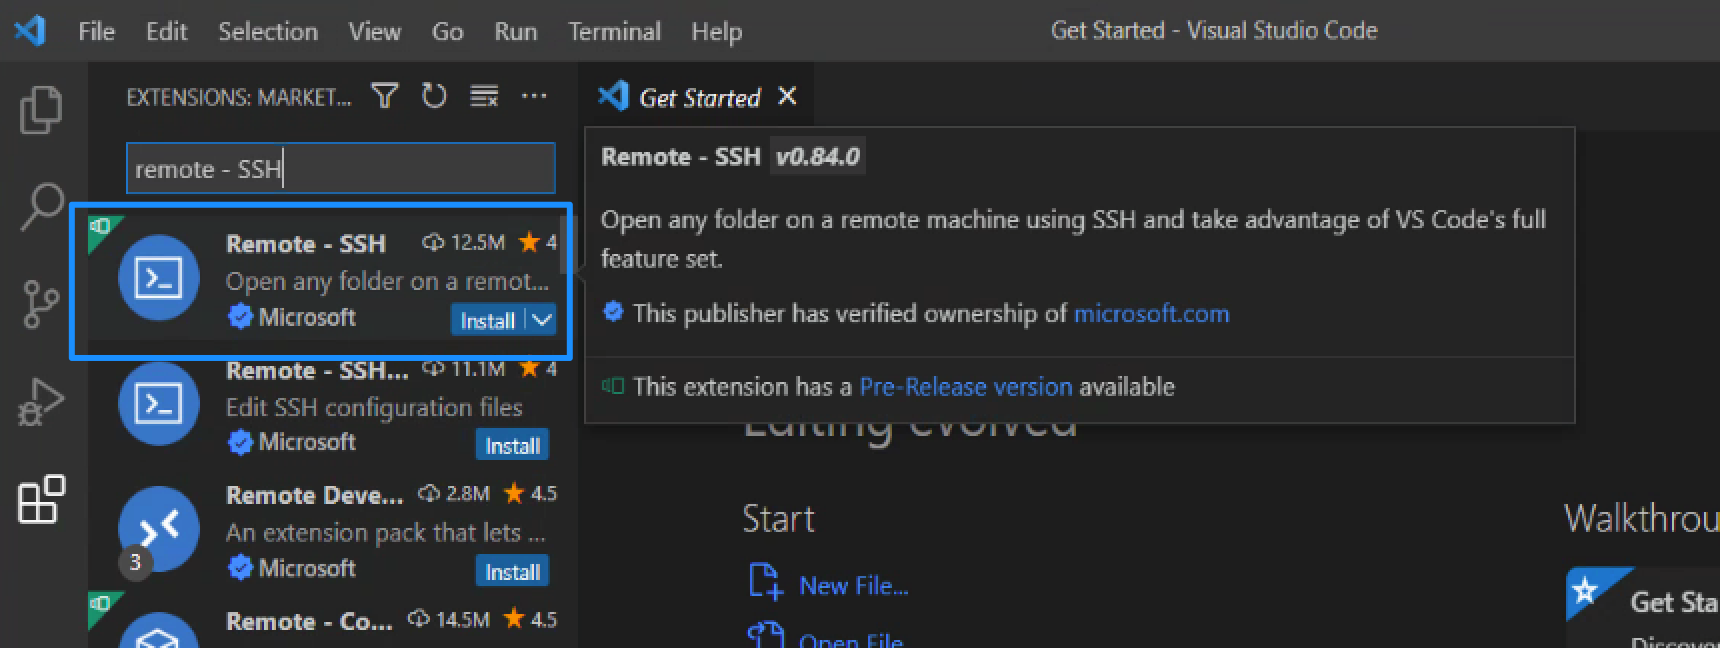 File Edit Selection View Go Run Terminal Help
Get Started - Visual Studio Code
EXTENSIONS: MARKET...
remote - SSH
Remote - SSH 12.5M 4
Open any folder on a remot...
Microsoft
Install
Remote - SSH... 11.1M 4
Edit SSH configuration files
Microsoft
Install
Remote Deve... 2.8M 4.5
An extension pack that lets ...
3
Microsoft
Install
Remote - Co... 14.5M 4.5
Get Started
Remote - SSH v0.84.0
Open any folder on a remote machine using SSH and take advantage of VS Code's full
feature set.
This publisher has verified ownership of microsoft.com
This extension has a Pre-Release version available
Editing evolved
Start
New File...
Open File
Walkthrou
Get Sta
Discover